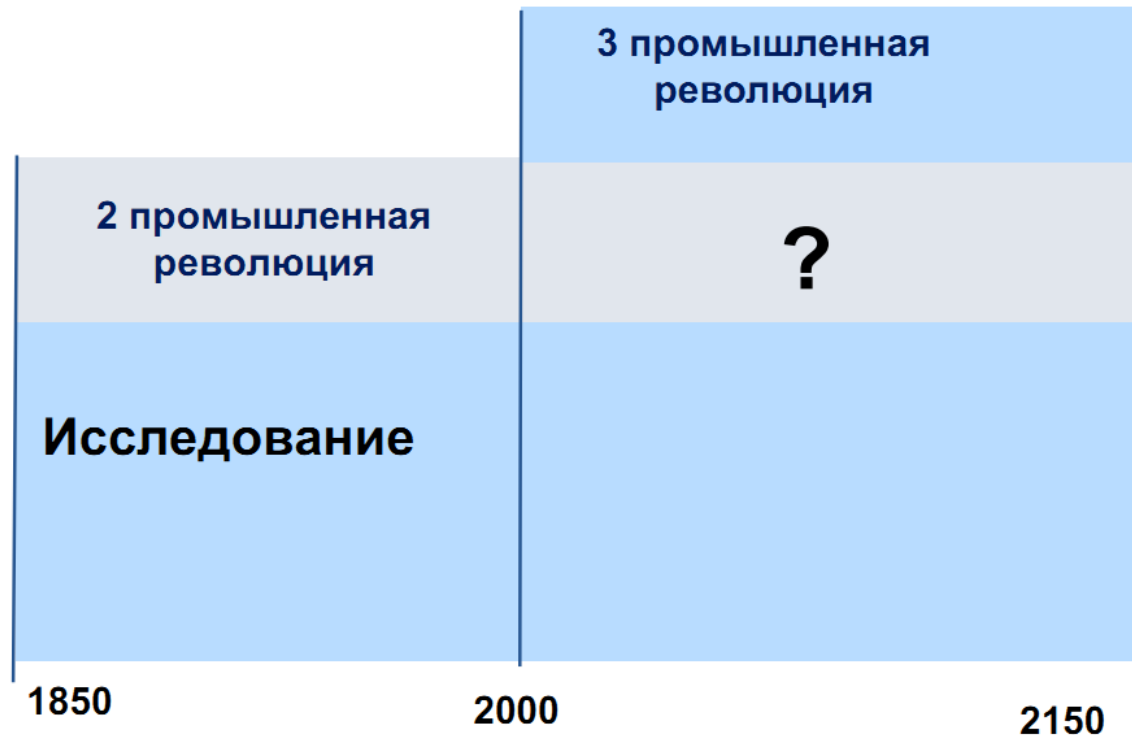 3 промышленная
революция
2 промышленная
революция
?
Исследование
1850
2000
2150